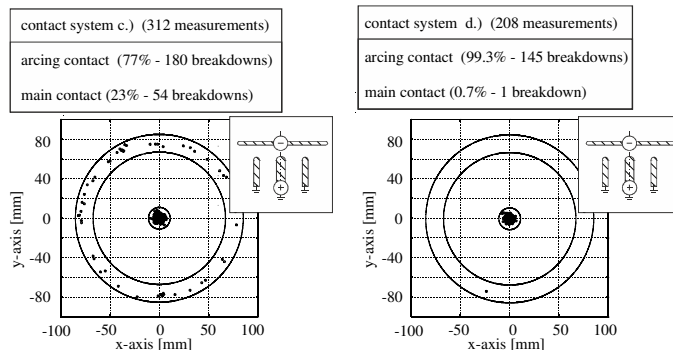 contact system c.) (312 measurements)
arcing contact (77% - 180 breakdowns)
main contact (23% - 54 breakdowns)
80
40
0
-40
-80
y-axis [mm]
-100 -50 0 50 100
x-axis [mm]
− +
contact system d.) (208 measurements)
arcing contact (99.3% - 145 breakdowns)
main contact (0.7% - 1 breakdown)
80
40
0
-40
-80
y-axis [mm]
-100 -50 0 50 100
x-axis [mm]
− +